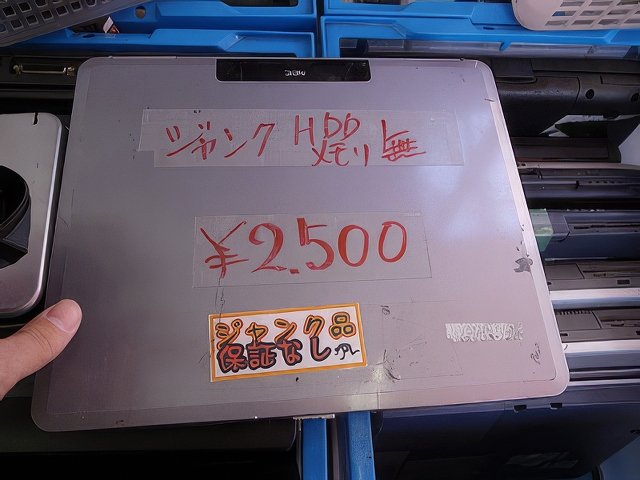 ジャンク HDD
メモリ 無
¥2.500
ジャンク品
保証なし